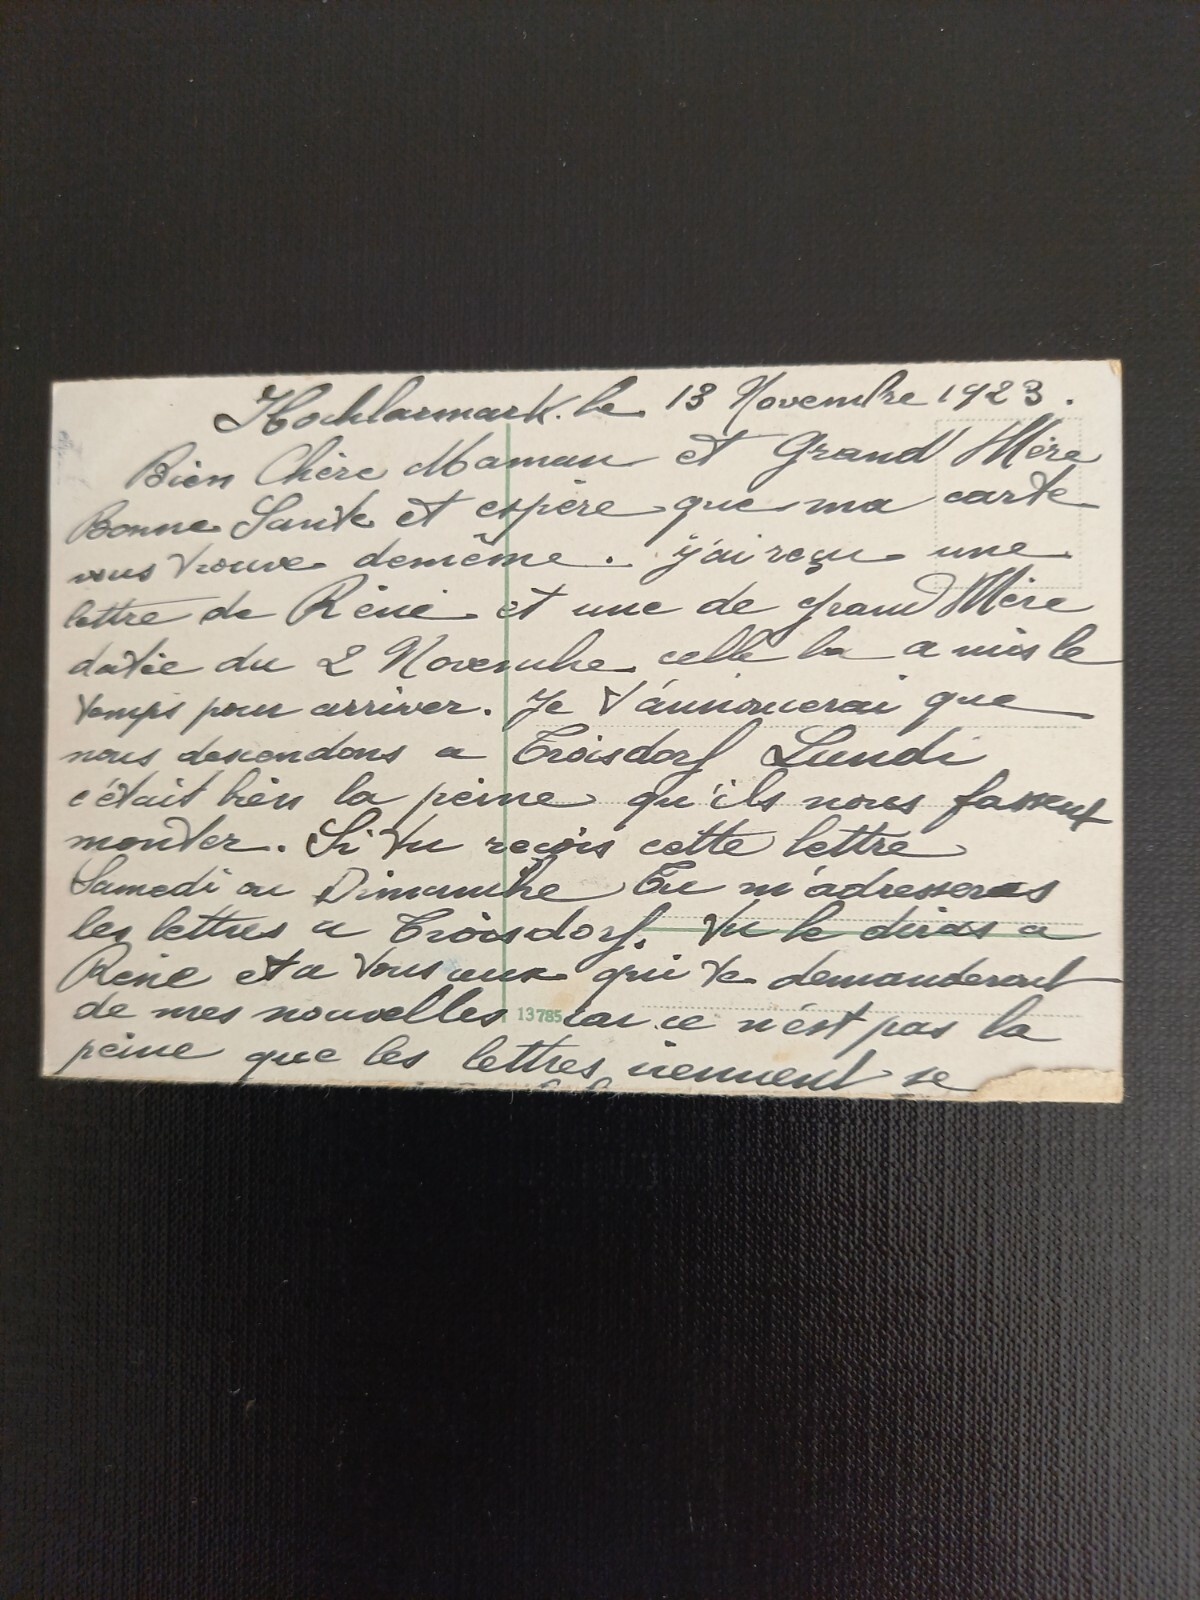 Hochlarmark. le 13 Novembre 1923.
Bien Chère Maman et Grand Mère
Bonne Santé et espère que ma carte
vous trouve demême. j'ai reçu une
lettre de Réné et une de grand Mère
datée du 2 Novembre celle la a mis le
temps pour arriver. Je t'annoncerai que
nous descendons a Troisdorf Lundi
c'était bien la peine qu'ils nous fassent
monter. Si tu reçois cette lettre
Samedi ou Dimanche Tu m'adresseras
les lettres a Troisdorf. tu le diras a
Réné et a tous ceux qui te demanderont
de mes nouvelles car ce n'est pas la
peine que les lettres viennent se
13785